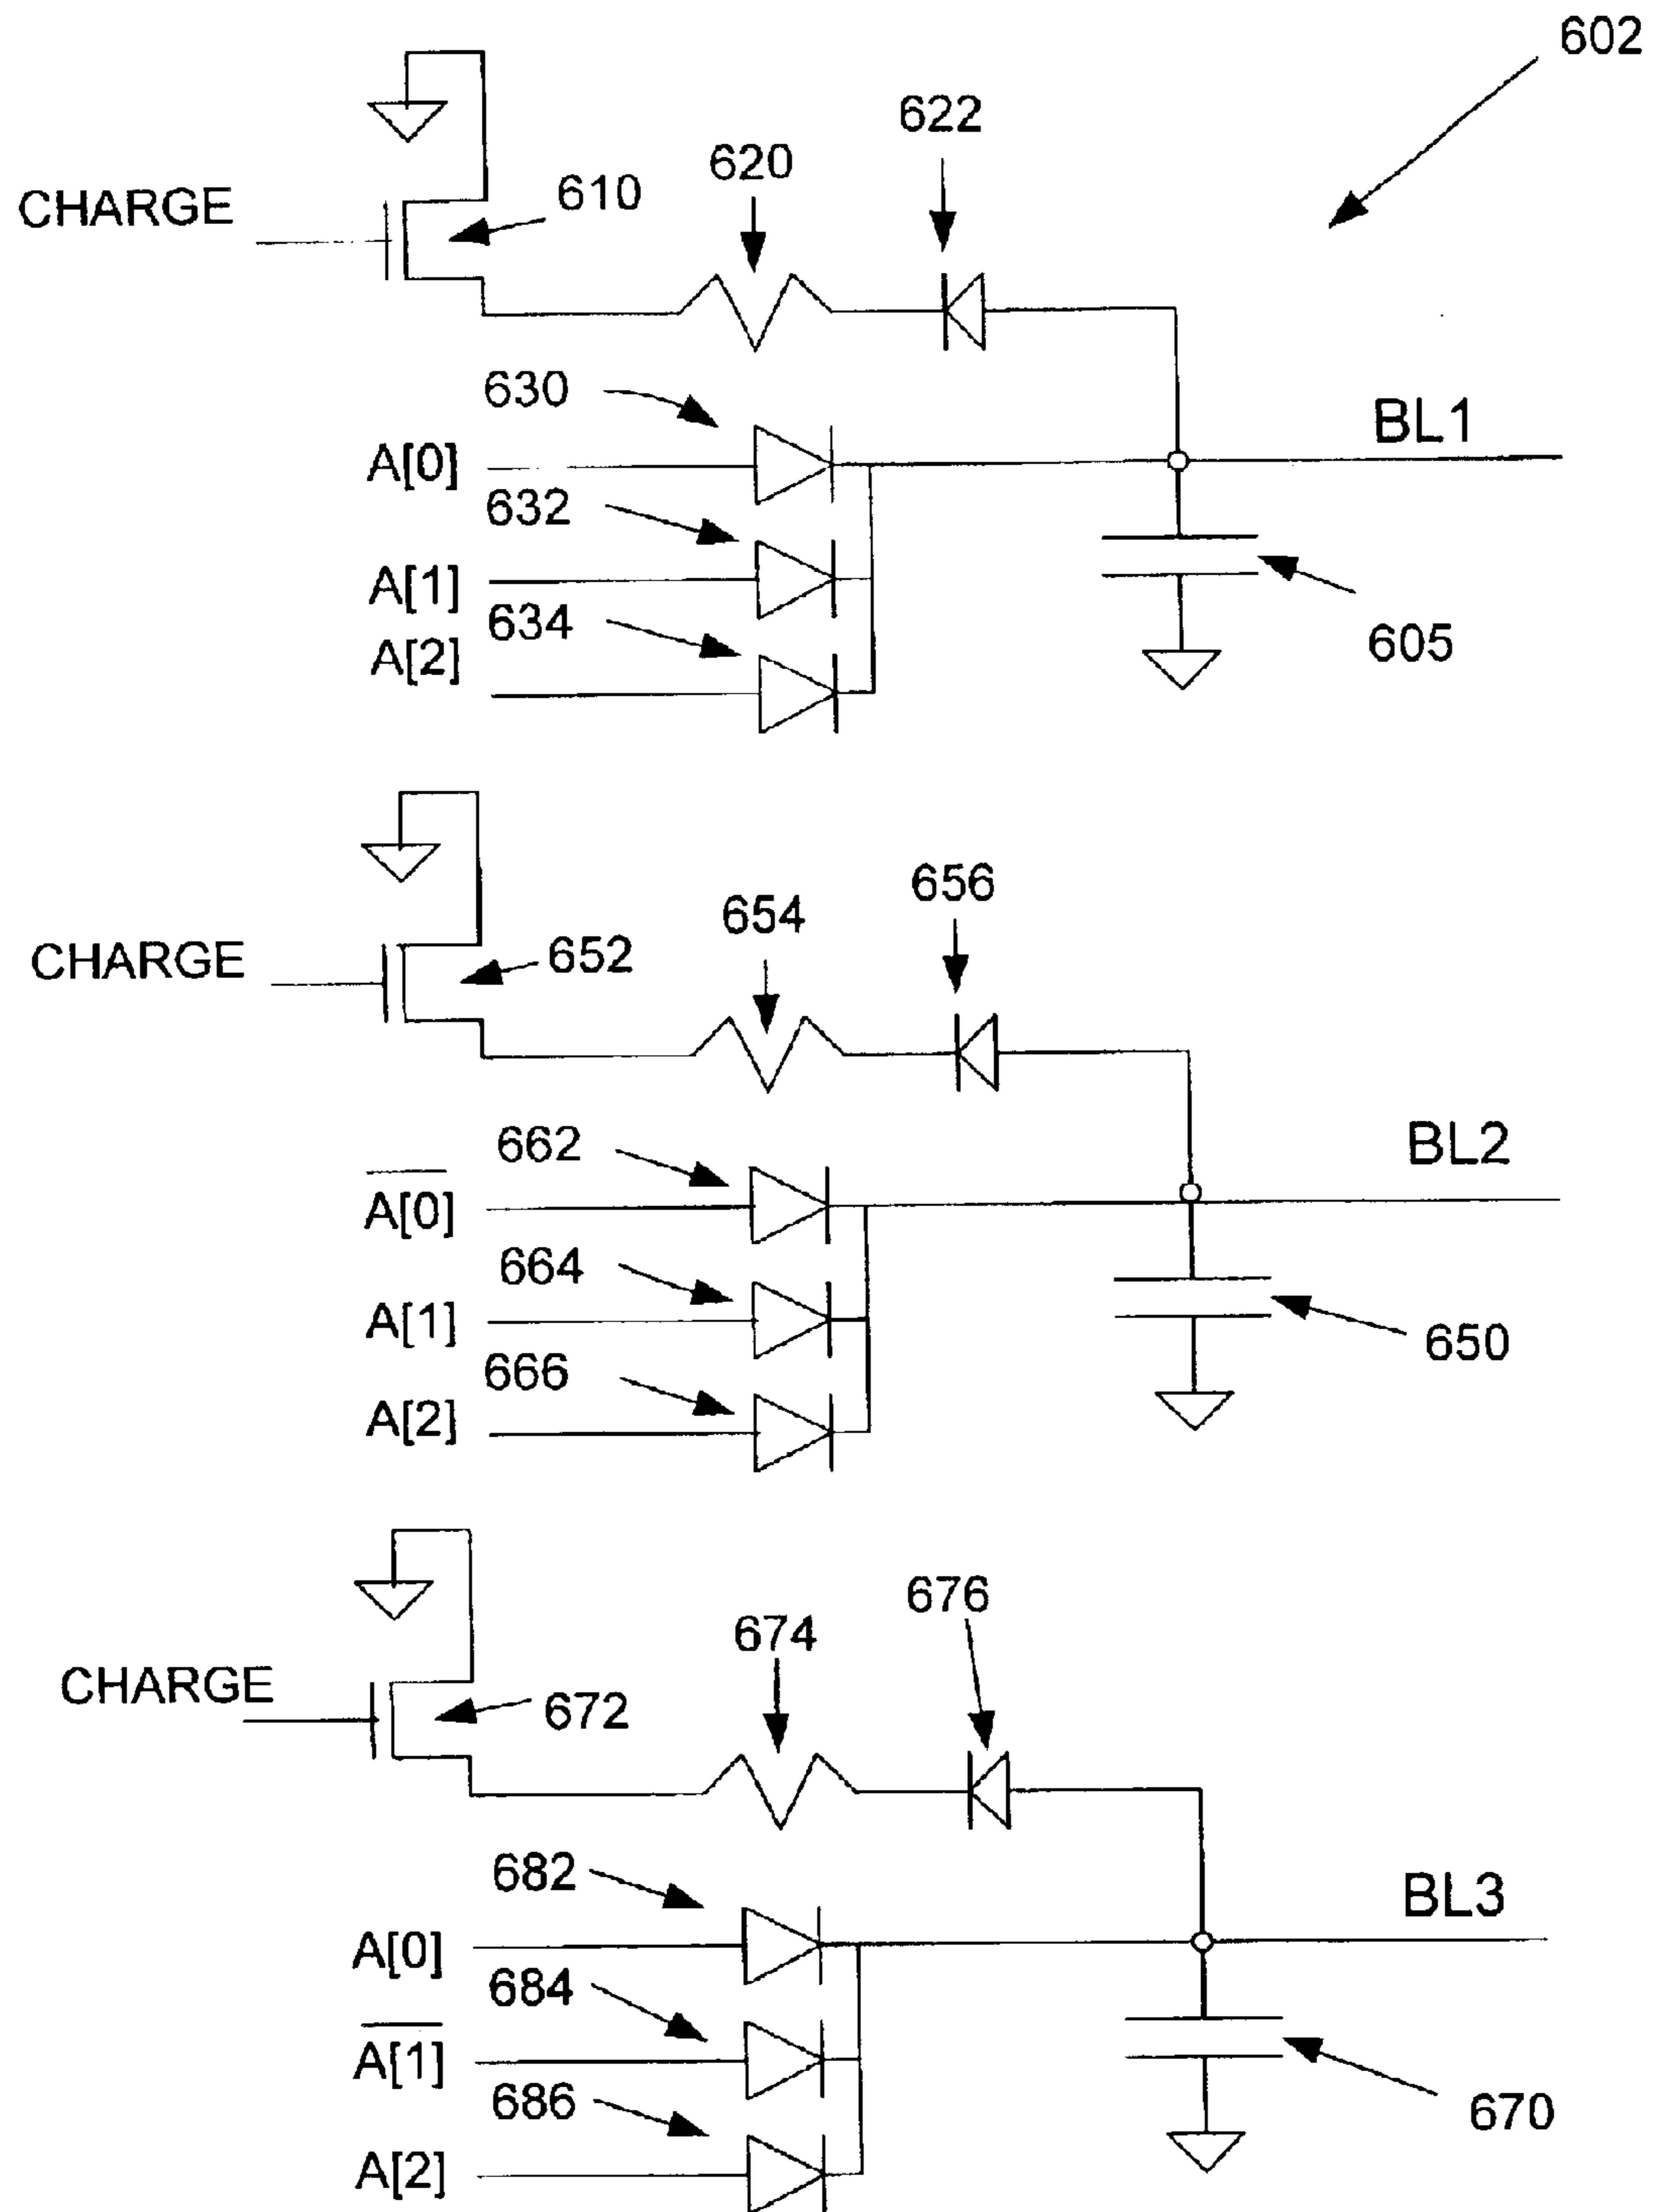 602
622
620
CHARGE
610
630
BL1
A[0]
632
A[1]
634
A[2]
605
656
654
CHARGE
652
662
BL2
A̅[̅0̅]̅
664
A[1]
650
666
A[2]
676
674
CHARGE
672
682
BL3
A[0]
684
A̅[̅1̅]̅
686
670
A[2]